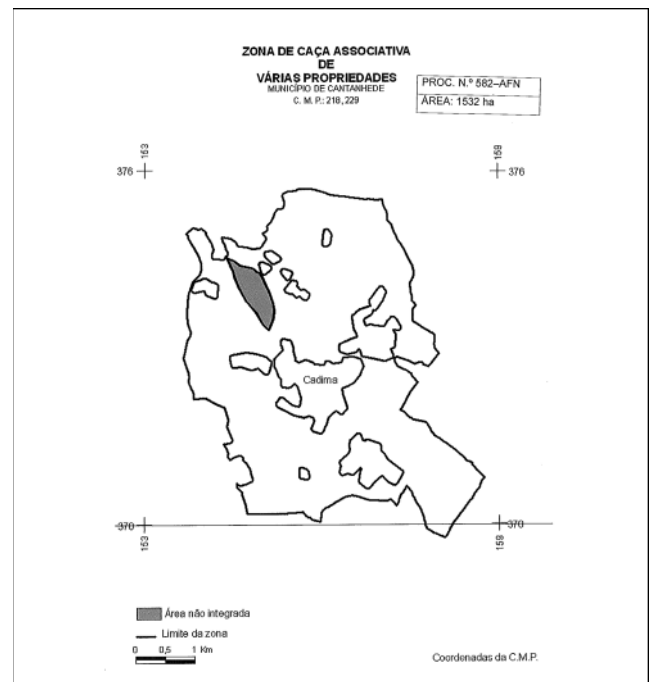 ZONA DE CAÇA ASSOCIATIVA
DE
VÁRIAS PROPRIEDADES
MUNICÍPIO DE CANTANHEDE
C. M. P.: 218,229
PROC. N.º 582–AFN
ÁREA: 1532 ha
153
159
376
376
Cadima
370
370
153
159
Área não integrada
Limite da zona
0 0,5 1 Km
Coordenadas da C.M.P.